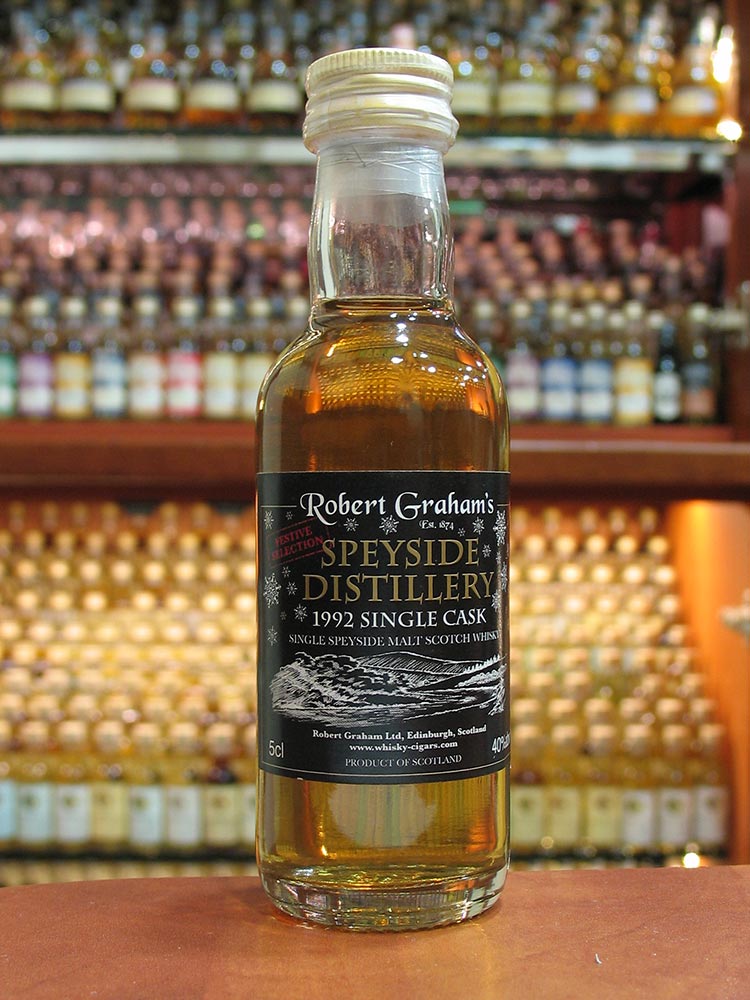 Robert Graham's
Est. 1874
FESTIVE
SELECTION
SPEYSIDE
DISTILLERY
1992 SINGLE CASK
SINGLE SPEYSIDE MALT SCOTCH WHISKY
Robert Graham Ltd, Edinburgh, Scotland
www.whisky-cigars.com
5cl
40%
PRODUCT OF SCOTLAND